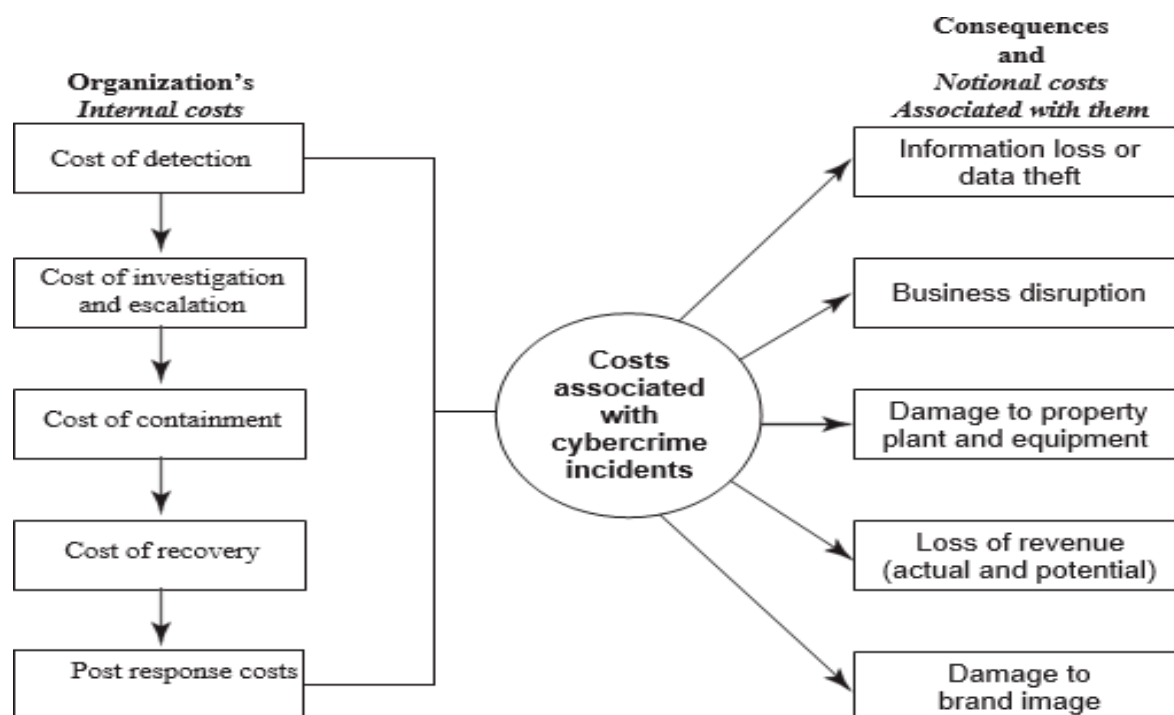 Organization's
Internal costs
Cost of detection
Cost of investigation
and escalation
Cost of containment
Cost of recovery
Post response costs
Costs
associated
with
cybercrime
incidents
Consequences
and
Notional costs
Associated with them
Information loss or
data theft
Business disruption
Damage to property
plant and equipment
Loss of revenue
(actual and potential)
Damage to
brand image